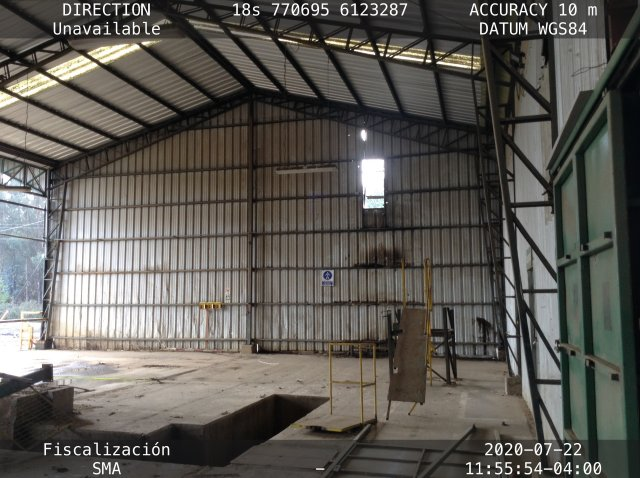 DIRECTION
Unavailable
18s 770695 6123287
ACCURACY 10 m
DATUM WGS84
Fiscalización
SMA
–
2020-07-22
11:55:54-04:00